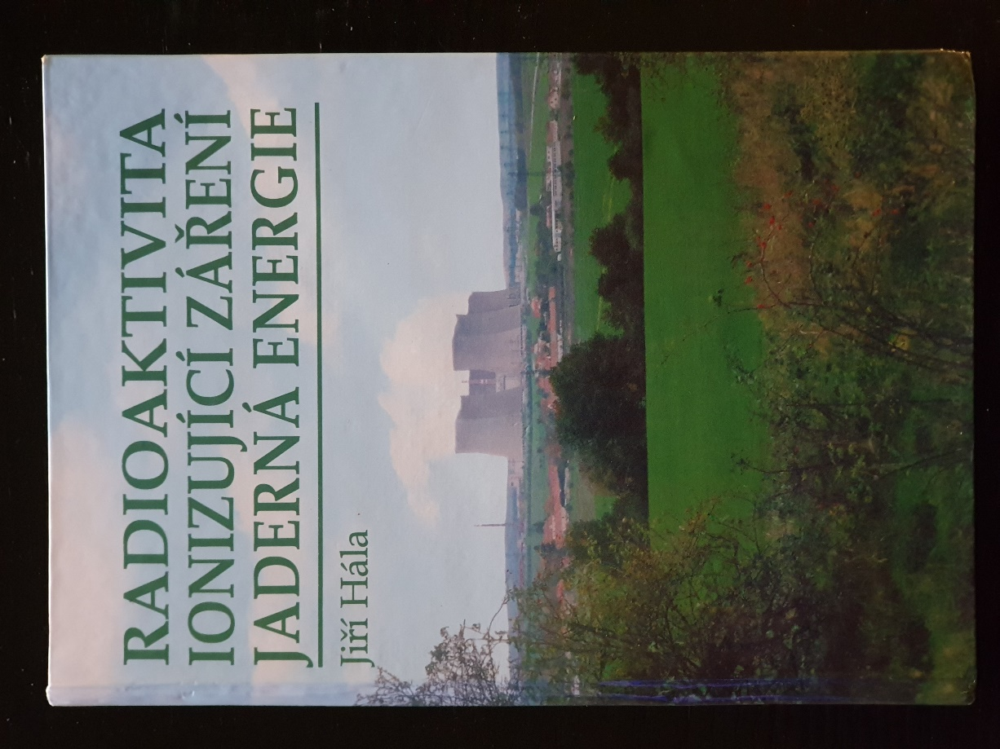 RADIOAKTIVITA
IONIZUJÍCÍ ZÁŘENÍ
JADERNÁ ENERGIE
Jiří Hála